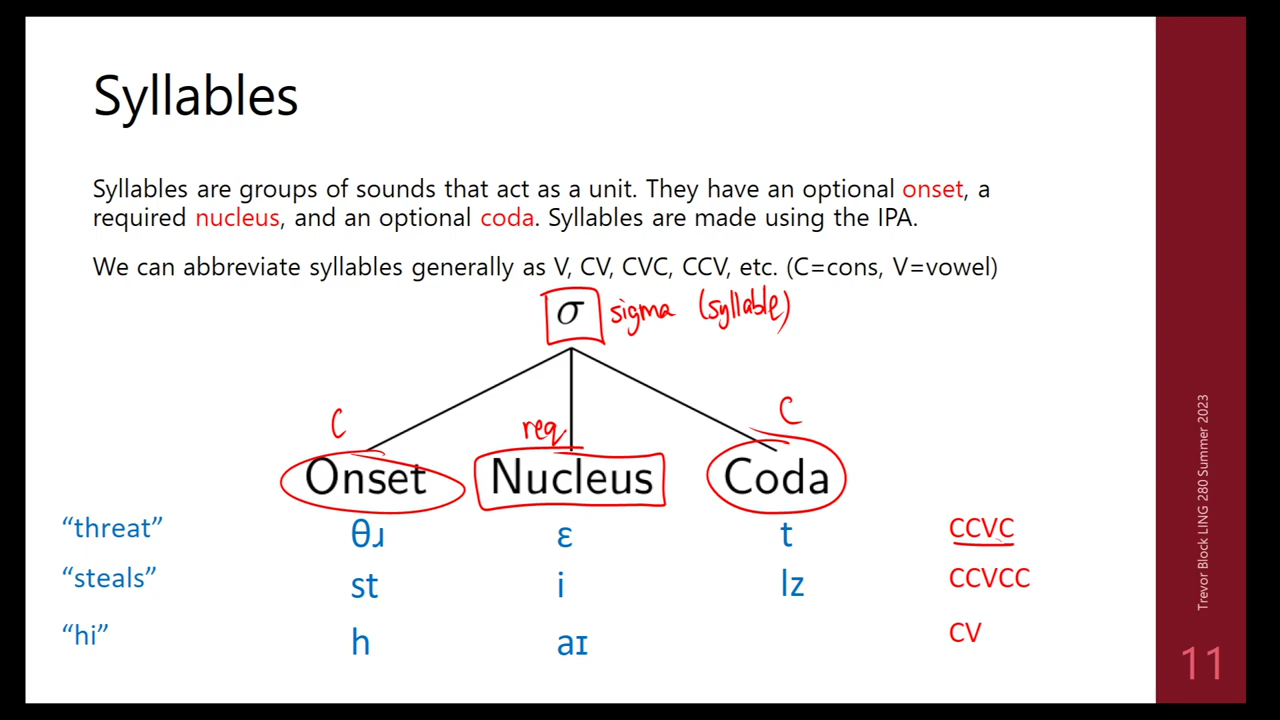 Syllables
Syllables are groups of sounds that act as a unit. They have an optional onset, a
required nucleus, and an optional coda. Syllables are made using the IPA.
We can abbreviate syllables generally as V, CV, CVC, CCV, etc. (C=cons, V=vowel)
σ sigma (syllable)
C req C
Onset Nucleus Coda
“threat” θɹ ɛ t CCVC
“steals” st i lz CCVCC
“hi” h aɪ CV
Trevor Block LING 280 Summer 2023
11